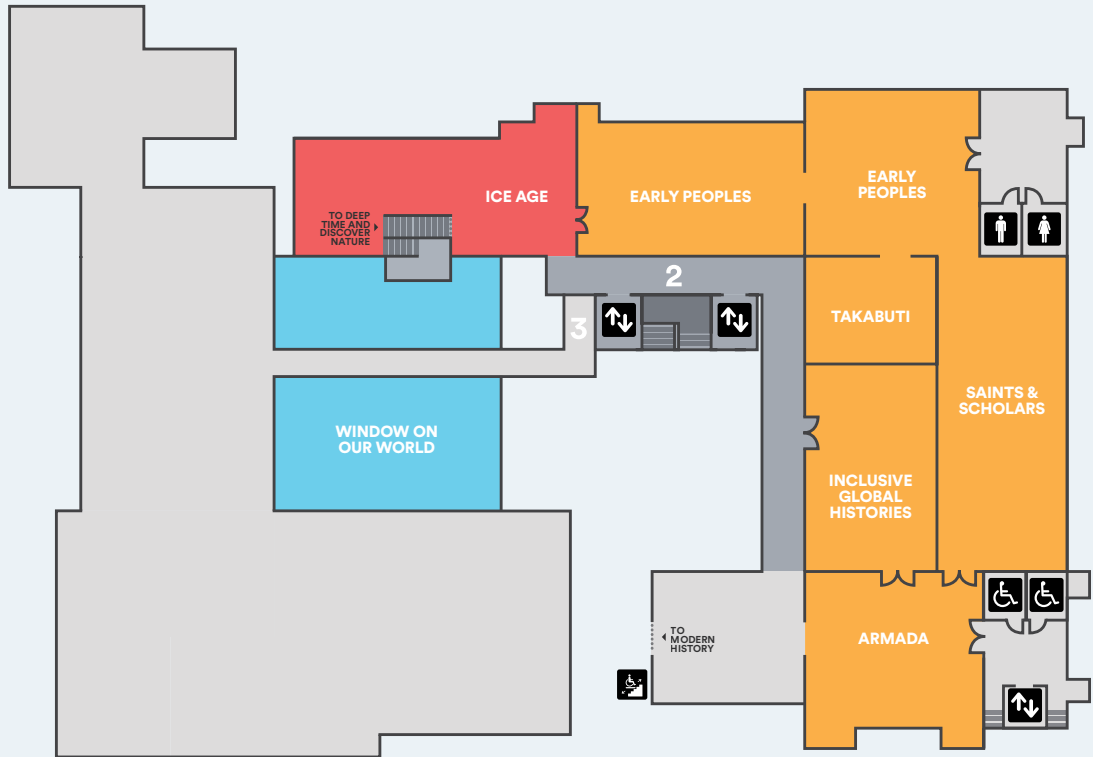 EARLY
PEOPLES
ICE AGE
EARLY PEOPLES
TO DEEP
TIME AND
DISCOVER
NATURE
2
3
TAKABUTI
SAINTS &
SCHOLARS
WINDOW ON
OUR WORLD
INCLUSIVE
GLOBAL
HISTORIES
TO
MODERN
HISTORY
ARMADA